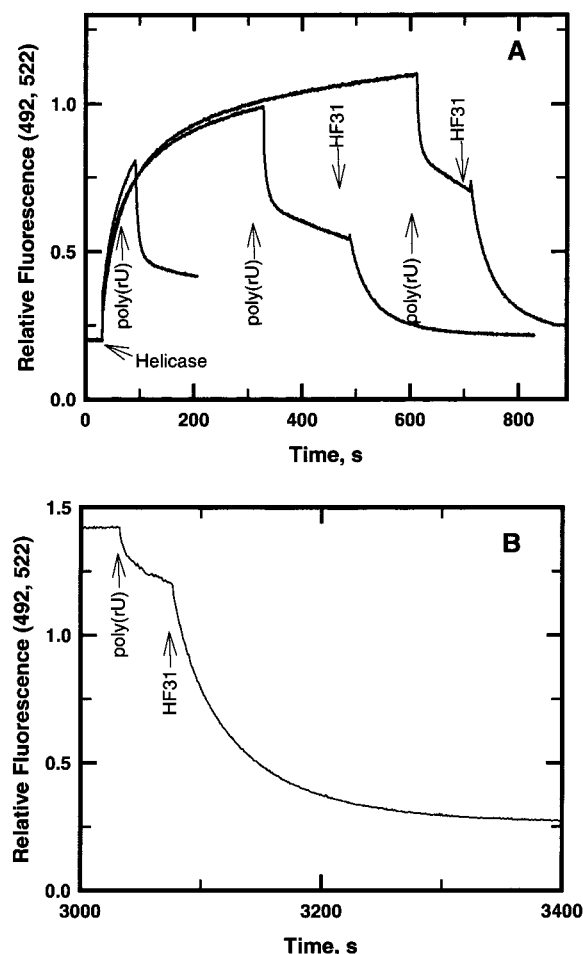 A
Relative Fluorescence (492, 522)
1.0
0.5
0.0
HF31
HF31
poly(rU)
poly(rU)
poly(rU)
Helicase
0
200
400
600
800
Time, s
B
Relative Fluorescence (492, 522)
1.5
1.0
0.5
0.0
poly(rU)
HF31
3000
3200
3400
Time, s